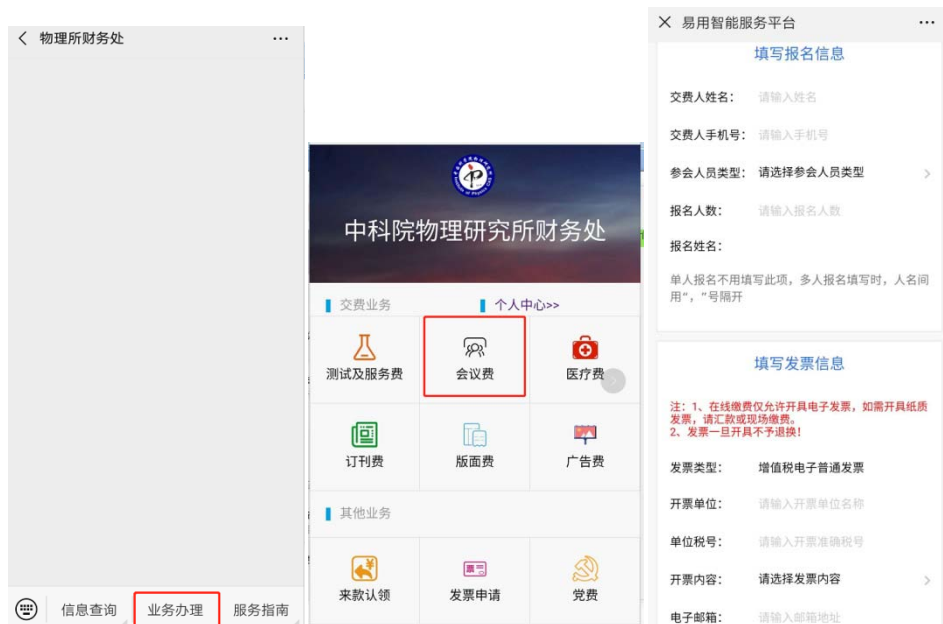 物理所财务处
信息查询
业务办理
服务指南
中科院物理研究所财务处
交费业务
个人中心>>
测试及服务费
会议费
医疗费
订刊费
版面费
广告费
其他业务
来款认领
发票申请
党费
易用智能服务平台
填写报名信息
交费人姓名： 请输入姓名
交费人手机号： 请输入手机号
参会人员类型： 请选择参会人员类型
报名人数： 请输入报名人数
报名姓名：
单人报名不用填写此项，多人报名填写时，人名间
用“，”号隔开
填写发票信息
注：1、在线缴费仅允许开具电子发票，如需开具纸质
发票，请汇款或现场缴费。
2、发票一旦开具不予退换！
发票类型： 增值税电子普通发票
开票单位： 请输入开票单位名称
单位税号： 请输入开票准确税号
开票内容： 请选择发票内容
电子邮箱： 请输入邮箱地址